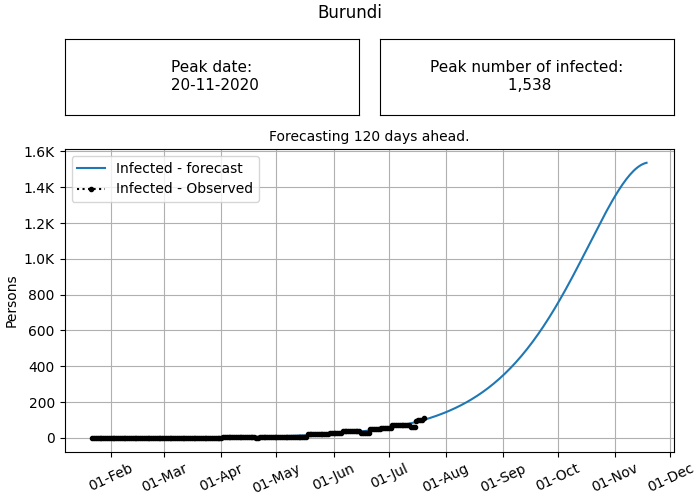 Burundi
Peak date:
20-11-2020
Peak number of infected:
1,538
Forecasting 120 days ahead.
Infected - forecast
Infected - Observed
Persons
1.6K
1.4K
1.2K
1.0K
800
600
400
200
0
01-Feb
01-Mar
01-Apr
01-May
01-Jun
01-Jul
01-Aug
01-Sep
01-Oct
01-Nov
01-Dec